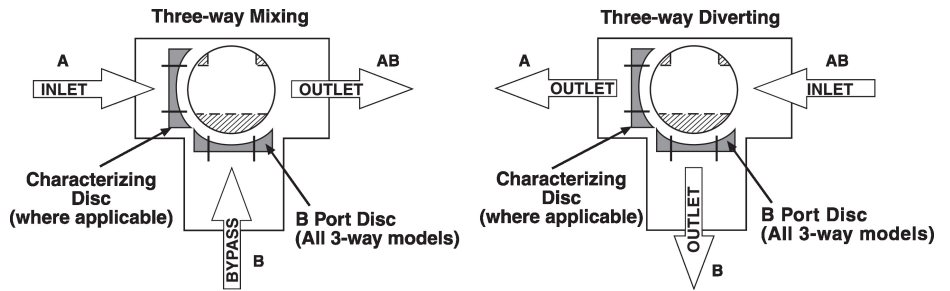 Three-way Mixing
A
INLET
AB
OUTLET
Characterizing
Disc
(where applicable)
BYPASS
B
B Port Disc
(All 3-way models)
Three-way Diverting
A
OUTLET
AB
INLET
Characterizing
Disc
(where applicable)
OUTLET
B
B Port Disc
(All 3-way models)